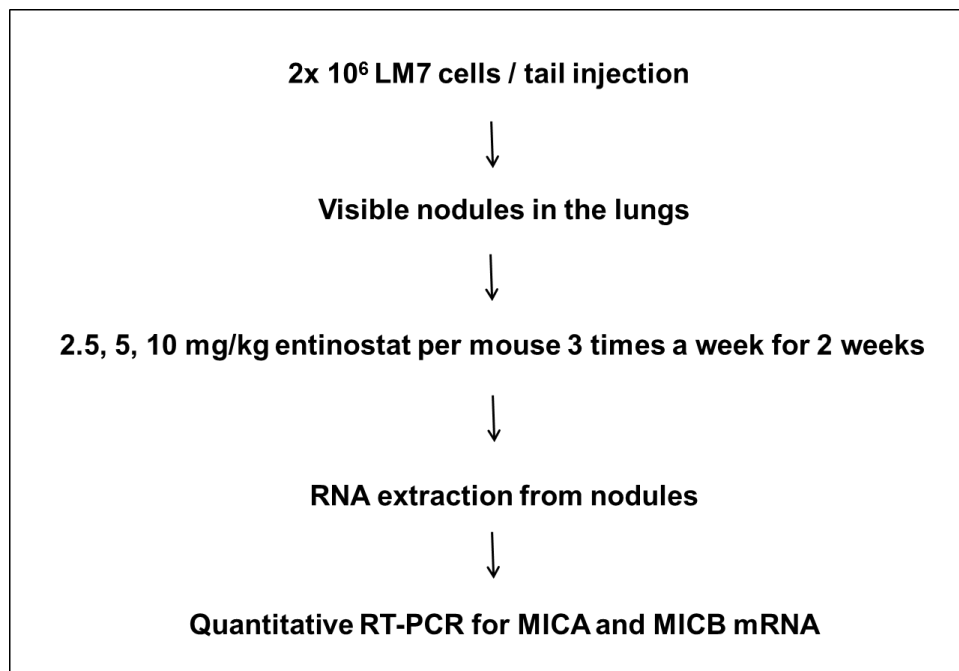 2x 10⁶ LM7 cells / tail injection
Visible nodules in the lungs
2.5, 5, 10 mg/kg entinostat per mouse 3 times a week for 2 weeks
RNA extraction from nodules
Quantitative RT-PCR for MICA and MICB mRNA